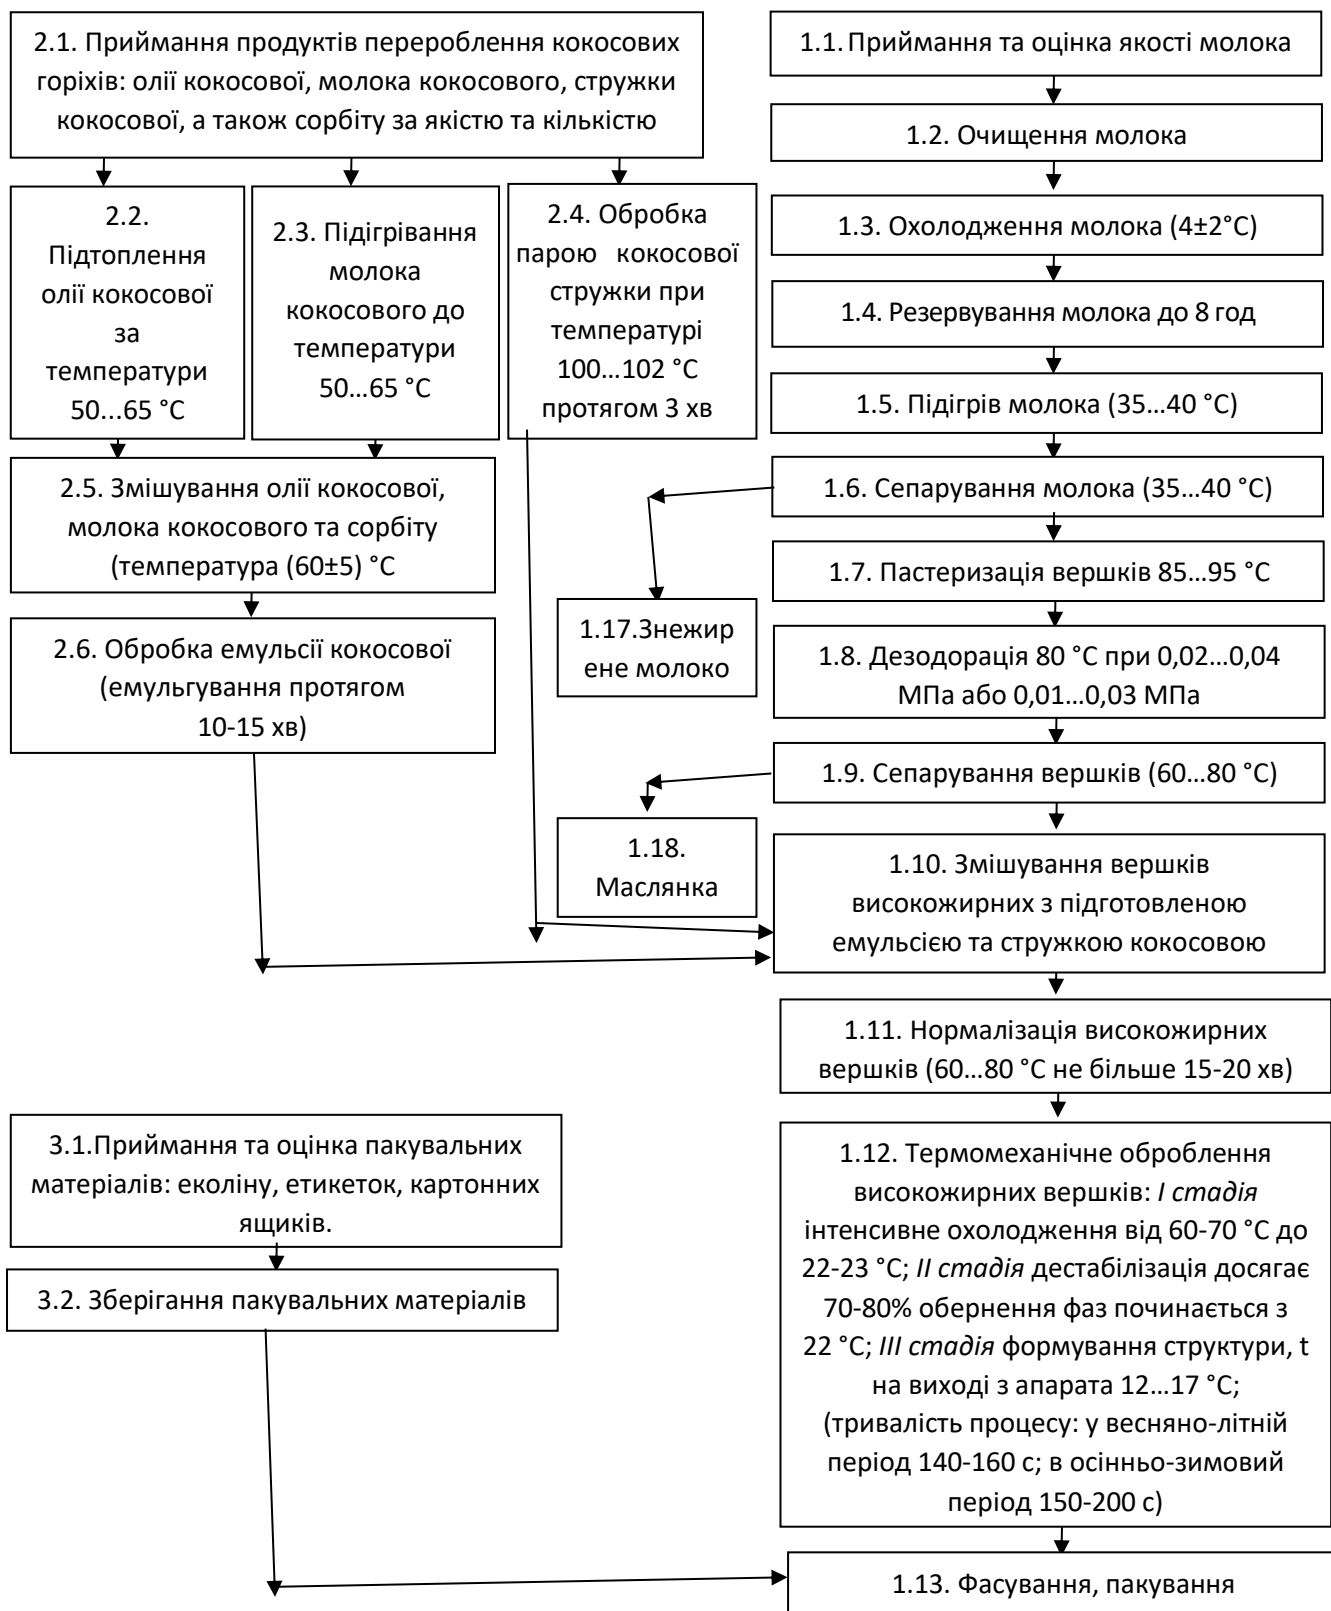 2.1. Приймання продуктів перероблення кокосових
горіхів: олії кокосової, молока кокосового, стружки
кокосової, а також сорбіту за якістю та кількістю
1.1. Приймання та оцінка якості молока
1.2. Очищення молока
2.2.
Підтоплення
олії кокосової
за
температури
50...65 °С
2.3. Підігрівання
молока
кокосового до
температури
50...65 °С
2.4. Обробка
парою кокосової
стружки при
температурі
100...102 °С
протягом 3 хв
1.3. Охолодження молока (4±2°С)
1.4. Резервування молока до 8 год
1.5. Підігрів молока (35...40 °С)
2.5. Змішування олії кокосової,
молока кокосового та сорбіту
(температура (60±5) °С
1.6. Сепарування молока (35...40 °С)
1.7. Пастеризація вершків 85...95 °С
2.6. Обробка емульсії кокосової
(емульгування протягом
10-15 хв)
1.17.Знежир
ене молоко
1.8. Дезодорація 80 °С при 0,02...0,04
МПа або 0,01...0,03 МПа
1.9. Сепарування вершків (60...80 °С)
1.18.
Маслянка
1.10. Змішування вершків
високожирних з підготовленою
емульсією та стружкою кокосовою
1.11. Нормалізація високожирних
вершків (60...80 °С не більше 15-20 хв)
3.1.Приймання та оцінка пакувальних
матеріалів: еколіну, етикеток, картонних
ящиків.
3.2. Зберігання пакувальних матеріалів
1.12. Термомеханічне оброблення
високожирних вершків: I стадія
інтенсивне охолодження від 60-70 °С до
22-23 °С; II стадія дестабілізація досягає
70-80% обернення фаз починається з
22 °С; III стадія формування структури, t
на виході з апарата 12...17 °С;
(тривалість процесу: у весняно-літній
період 140-160 с; в осінньо-зимовий
період 150-200 с)
1.13. Фасування, пакування